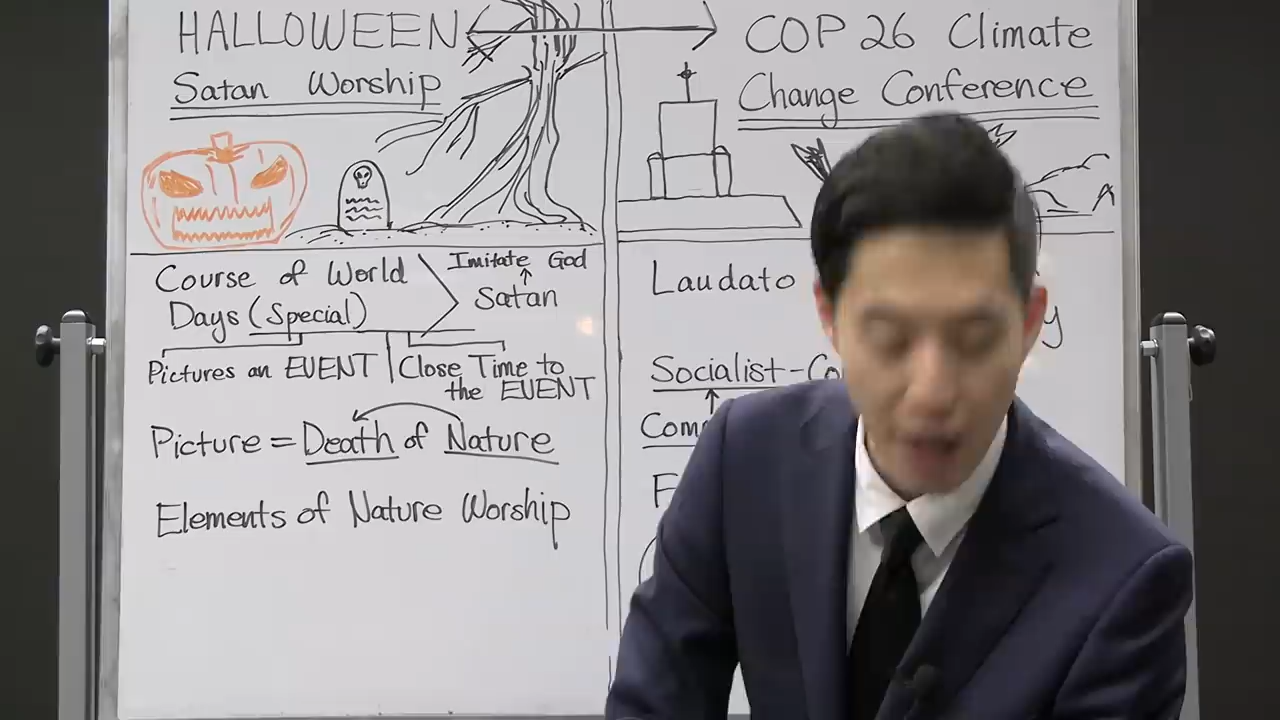 HALLOWEEN
Satan Worship
Course of World
Days (Special)
Imitate God
Satan
Pictures an EVENT
Close Time to
the EVENT
Picture = Death of Nature
Elements of Nature Worship
COP 26 Climate
Change Conference
Laudato
Socialist-